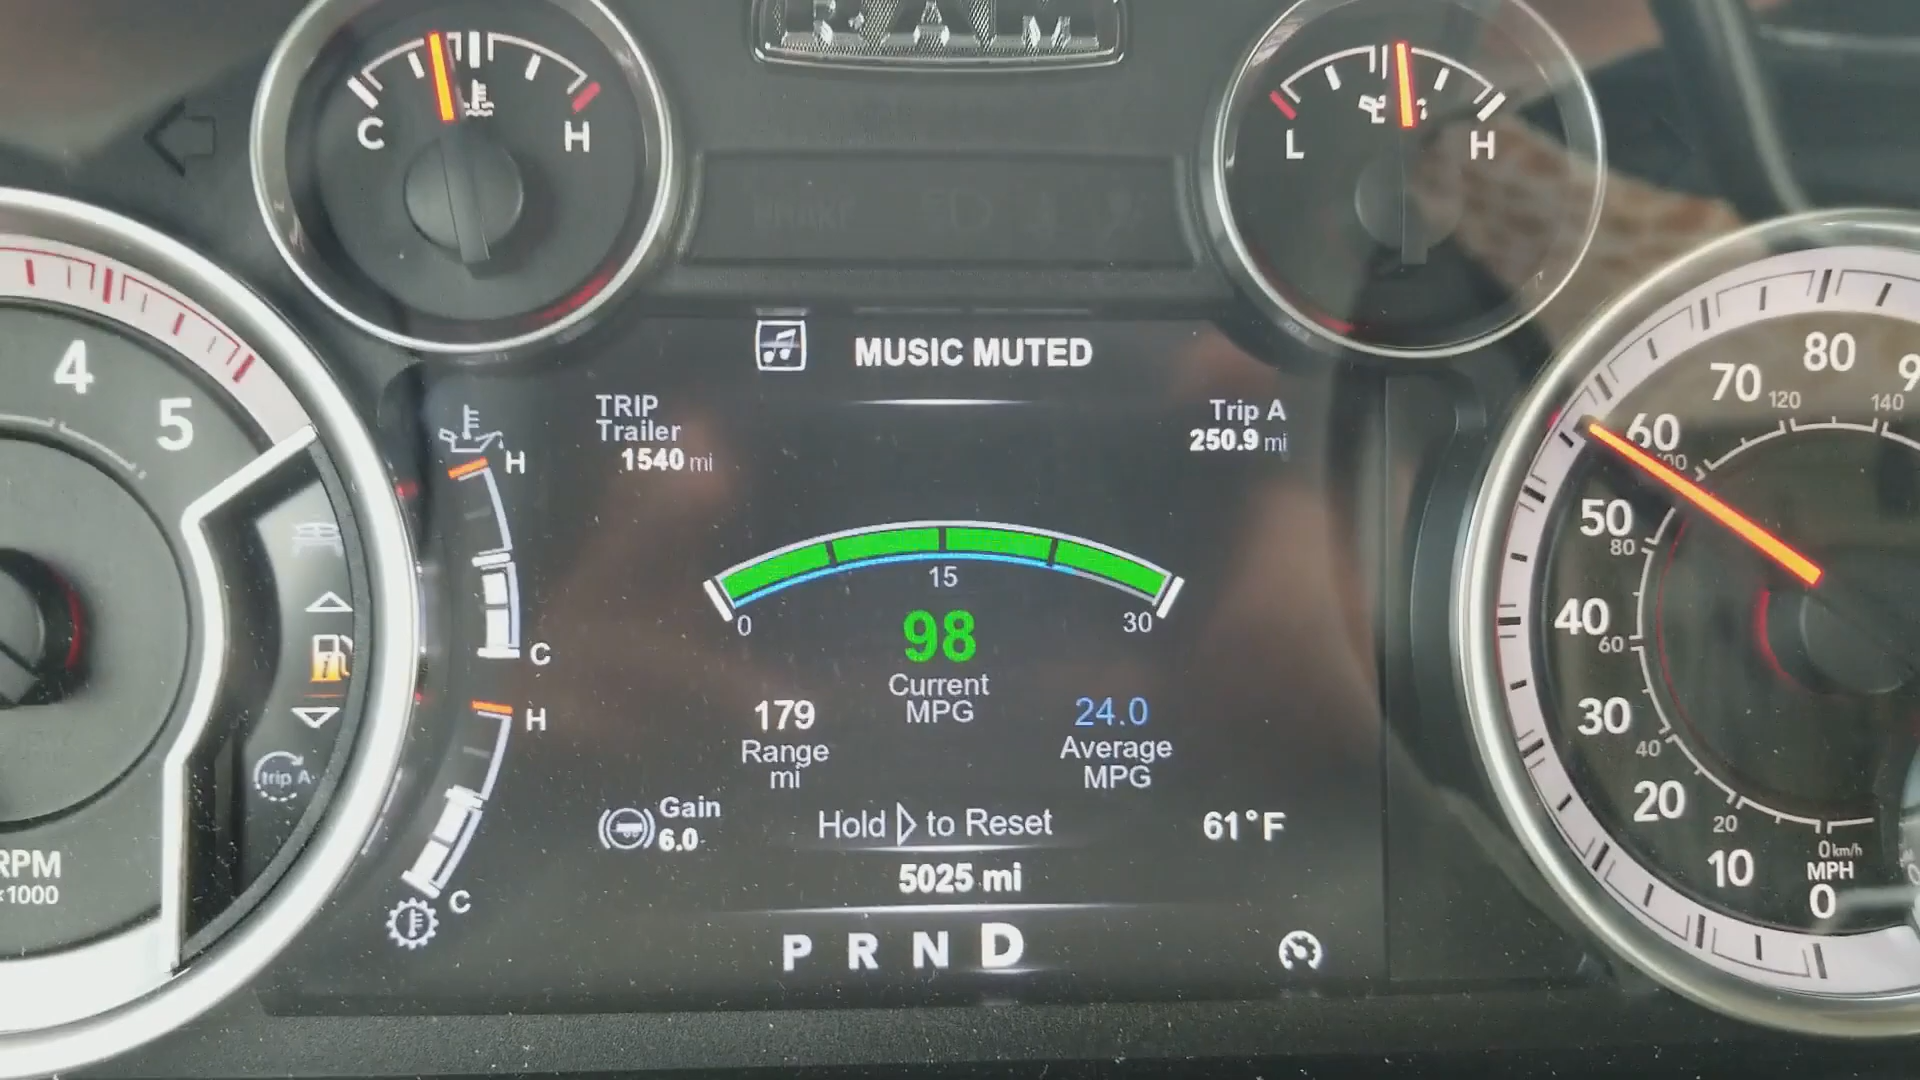 RAM
C H
L H
BRAKE
MUSIC MUTED
TRIP
Trailer
1540 mi
Trip A
250.9 mi
4
5
RPM
×1000
trip A
H
C
H
C
0 15 30
98
Current
MPG
179
Range
mi
24.0
Average
MPG
Gain
6.0
Hold ▷ to Reset
61°F
5025 mi
P R N D
80
70
60
50
40
30
20
10
0
MPH
140
120
100
80
60
40
20
0 km/h